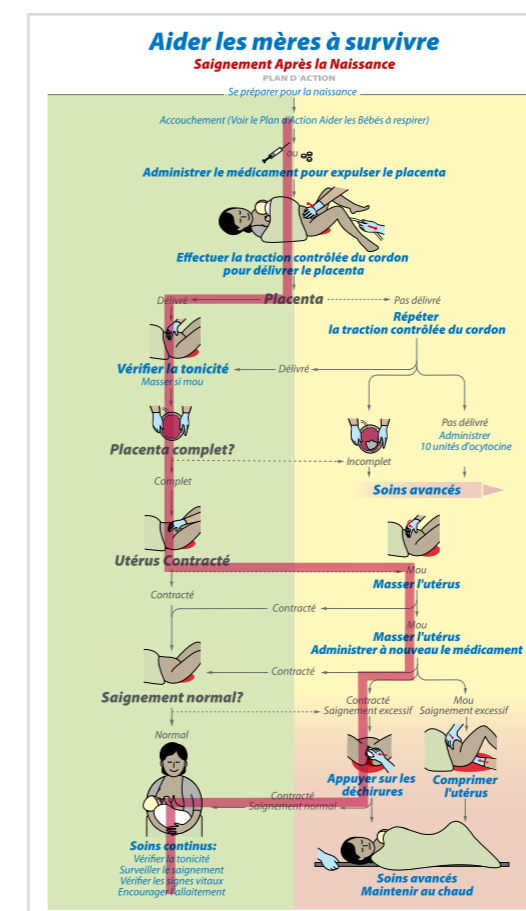 Aider les mères à survivre
Saignement Après la Naissance
PLAN D'ACTION
Se préparer pour la naissance
Accouchement (Voir le Plan d'Action Aider les Bébés à respirer)
ou
Administrer le médicament pour expulser le placenta
Effectuer la traction contrôlée du cordon
pour délivrer le placenta
Délivré
Placenta
Pas délivré
Répéter
la traction contrôlée du cordon
Vérifier la tonicité
Masser si mou
Délivré
Placenta complet?
Incomplet
Pas délivré
Administrer
10 unités d'ocytocine
Complet
Soins avancés
Utérus Contracté
Mou
Masser l'utérus
Contracté
Contracté
Mou
Masser l'utérus
Administrer à nouveau le médicament
Contracté
Saignement normal?
Contracté
Saignement excessif
Mou
Saignement excessif
Normal
Appuyer sur les
déchirures
Comprimer
l'utérus
Contracté
Saignement normal
Soins continus:
Vérifier la tonicité
Surveiller le saignement
Vérifier les signes vitaux
Encourager l'allaitement
Soins avancés
Maintenir au chaud